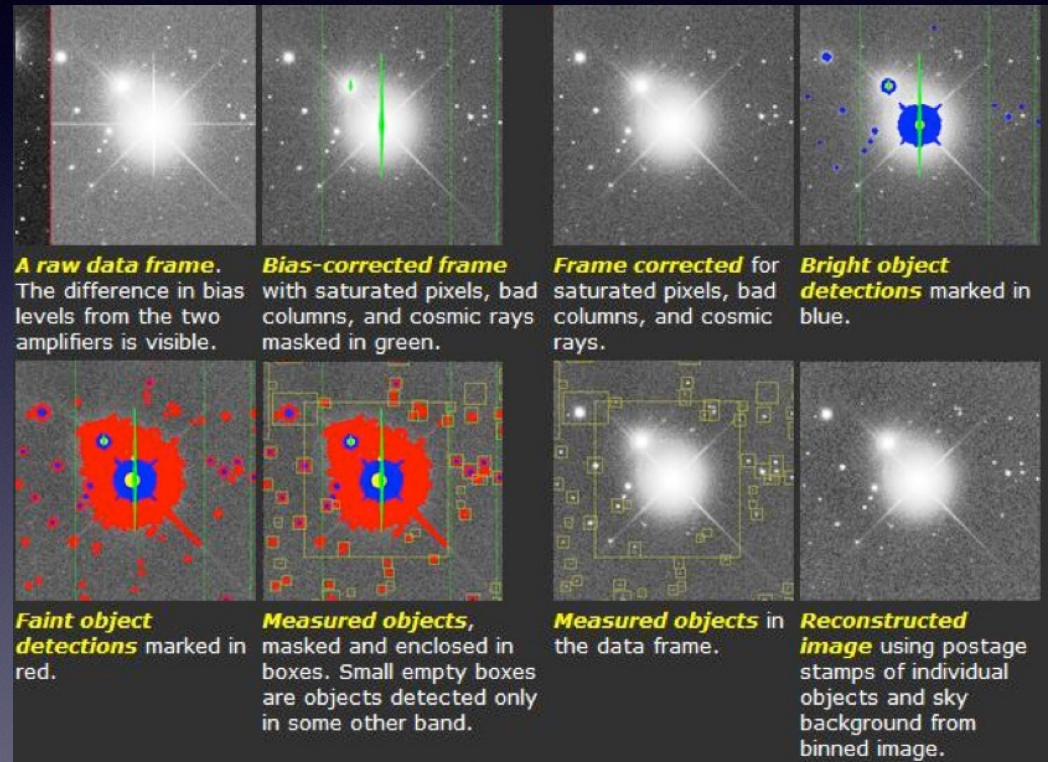 A raw data frame.
The difference in bias
levels from the two
amplifiers is visible.
Bias-corrected frame
with saturated pixels, bad
columns, and cosmic rays
masked in green.
Frame corrected for
saturated pixels, bad
columns, and cosmic
rays.
Bright object
detections marked in
blue.
Faint object
detections marked in
red.
Measured objects,
masked and enclosed in
boxes. Small empty boxes
are objects detected only
in some other band.
Measured objects in
the data frame.
Reconstructed
image using postage
stamps of individual
objects and sky
background from
binned image.